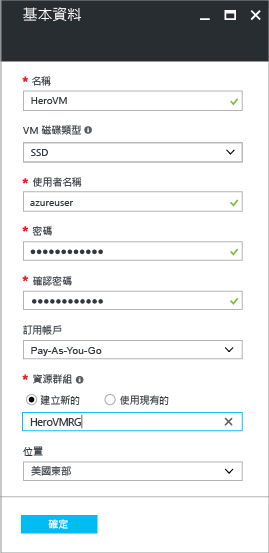 基本資料
* 名稱
HeroVM
VM 磁碟類型
SSD
* 使用者名稱
azureuser
* 密碼
●●●●●●●●●●●●
* 確認密碼
●●●●●●●●●●●●
訂用帳戶
Pay-As-You-Go
* 資源群組
建立新的 使用現有的
HeroVMRG
位置
美國東部
確定